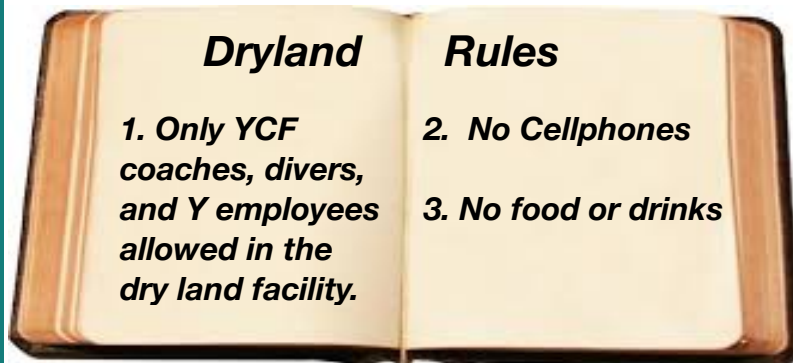 Dryland Rules
1. Only YCF
coaches, divers,
and Y employees
allowed in the
dry land facility.
2. No Cellphones
3. No food or drinks